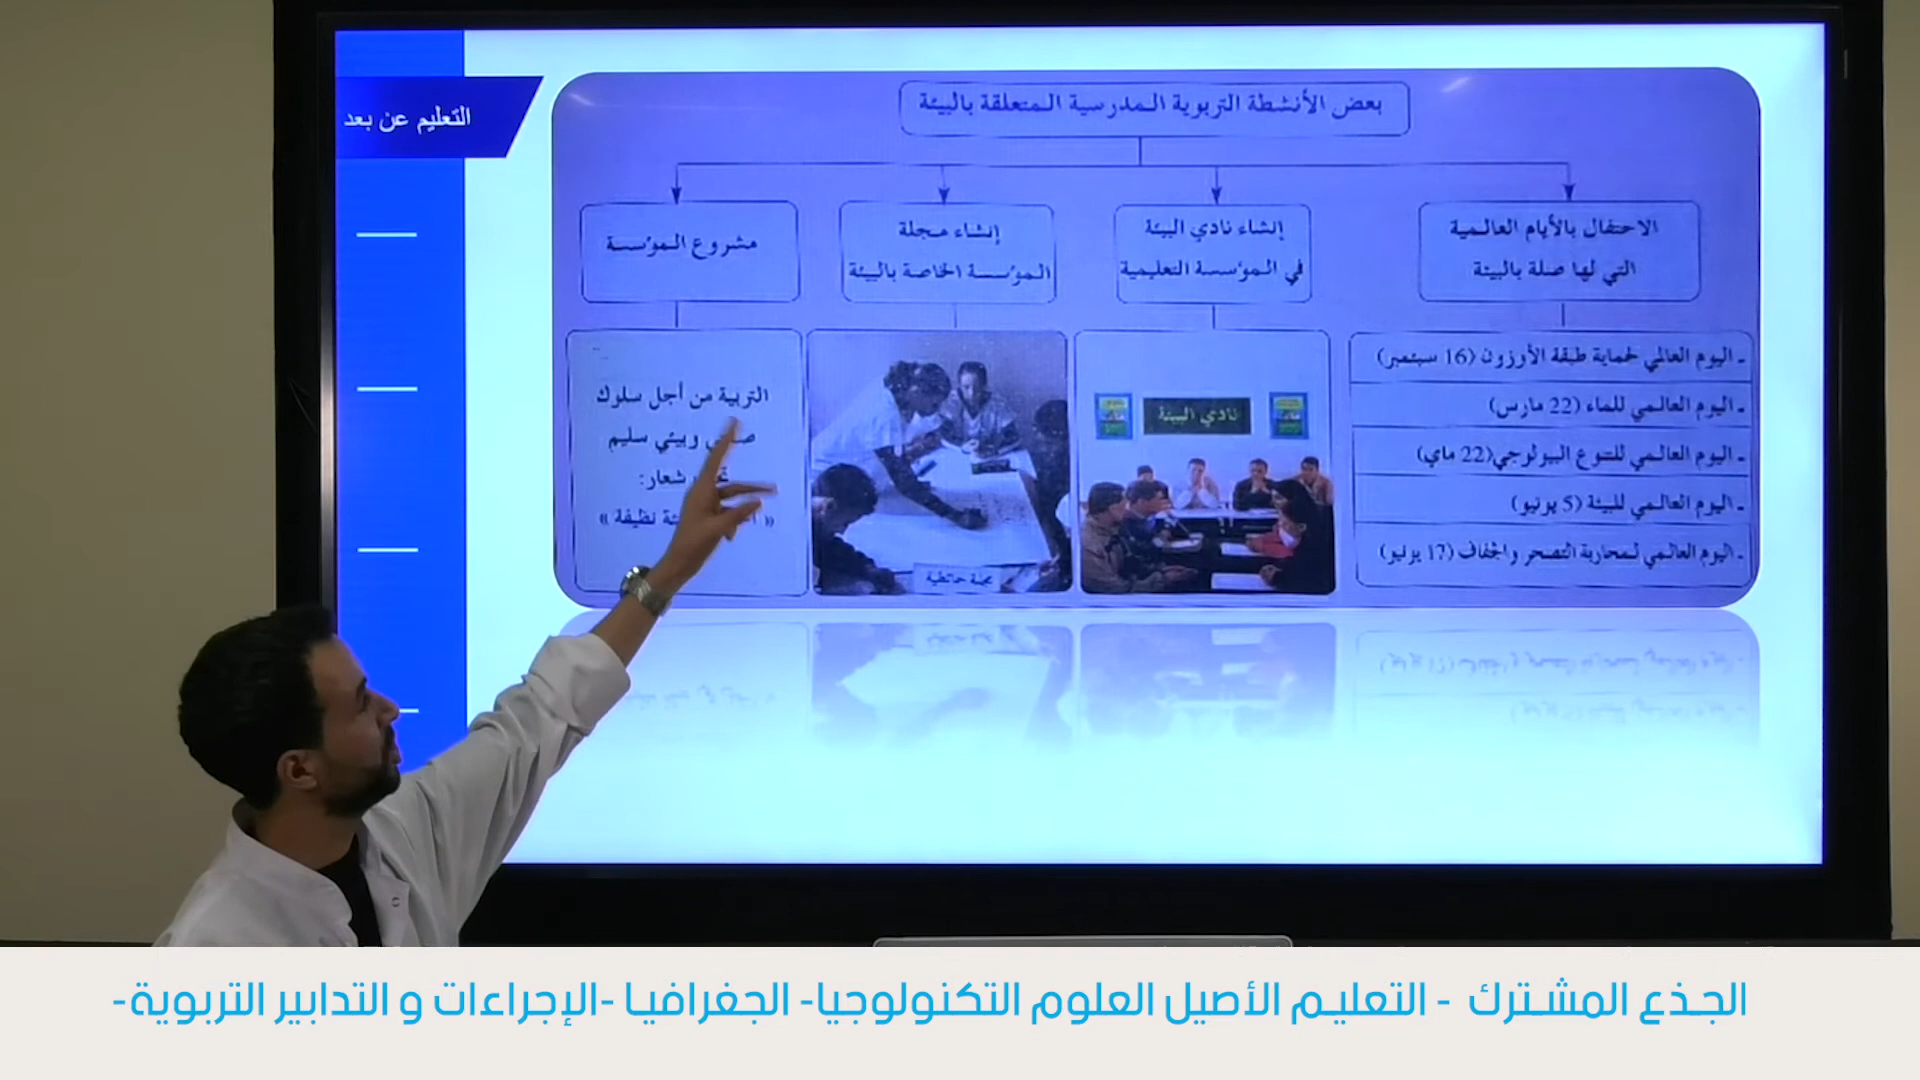 التعليم عن بعد
بعض الأنشطة التربوية المدرسية المتعلقة بالبيئة
الاحتفال بالأيام العالمية
التي لها صلة بالبيئة
- اليوم العالمي لحماية طبقة الأوزون (16 سبتمبر)
- اليوم العالمي للماء (22 مارس)
- اليوم العالمي للتنوع البيولوجي (22 ماي)
- اليوم العالمي للبيئة (5 يونيو)
- اليوم العالمي لمحاربة التصحر والجفاف (17 يونيو)
إنشاء نادي البيئة
في المؤسسة التعليمية
نادي البيئة
إنشاء مجلة
المؤسسة الخاصة بالبيئة
مجلة حائطية
مشروع المؤسسة
التربية من أجل سلوك
وبيئي سليم
شعار:
نظيفة »
الجذع المشترك - التعليم الأصيل العلوم التكنولوجيا- الجغرافيا -الإجراءات و التدابير التربوية-